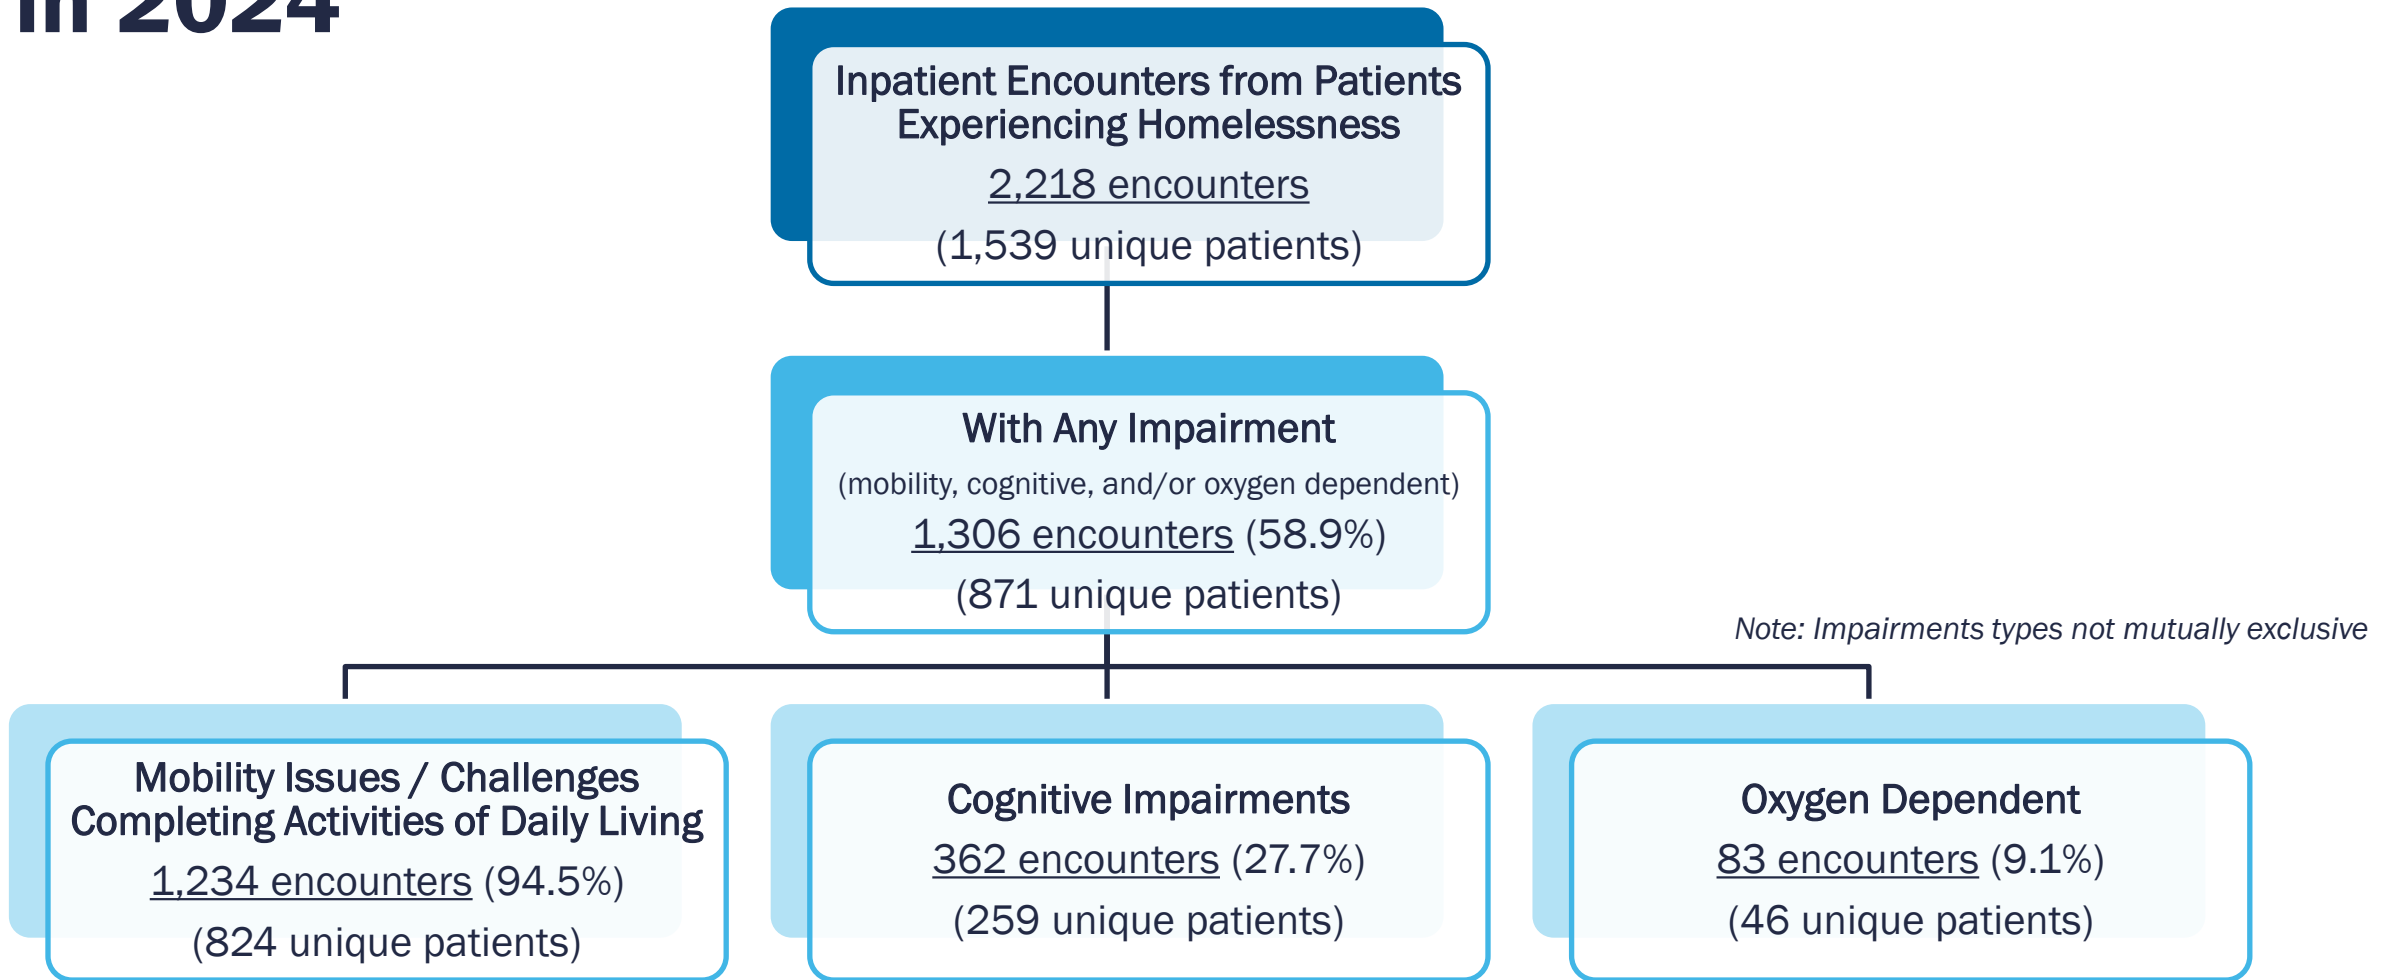 in 2024
Inpatient Encounters from Patients
Experiencing Homelessness
2,218 encounters
(1,539 unique patients)
With Any Impairment
(mobility, cognitive, and/or oxygen dependent)
1,306 encounters (58.9%)
(871 unique patients)
Note: Impairments types not mutually exclusive
Mobility Issues / Challenges
Completing Activities of Daily Living
1,234 encounters (94.5%)
(824 unique patients)
Cognitive Impairments
362 encounters (27.7%)
(259 unique patients)
Oxygen Dependent
83 encounters (9.1%)
(46 unique patients)